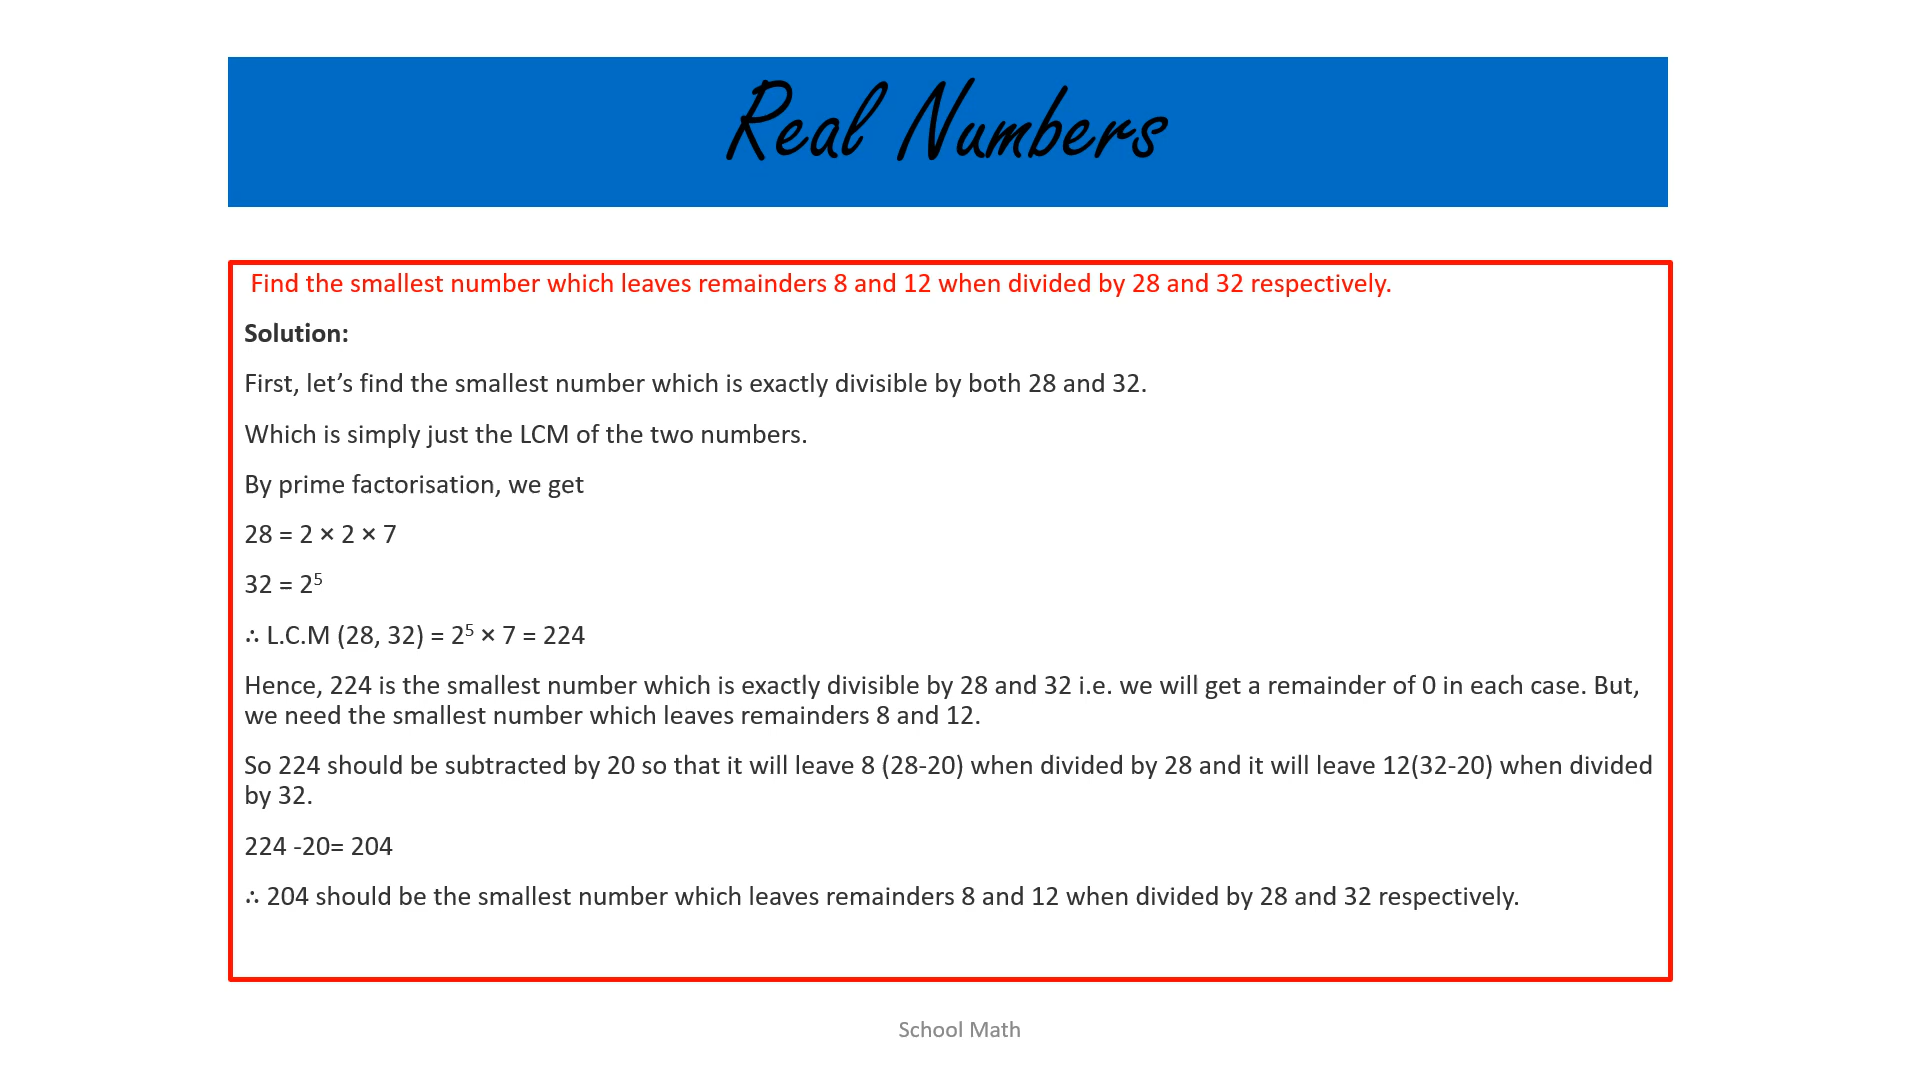 Real Numbers
Find the smallest number which leaves remainders 8 and 12 when divided by 28 and 32 respectively.
Solution:
First, let’s find the smallest number which is exactly divisible by both 28 and 32.
Which is simply just the LCM of the two numbers.
By prime factorisation, we get
28 = 2 × 2 × 7
32 = 2⁵
∴ L.C.M (28, 32) = 2⁵ × 7 = 224
Hence, 224 is the smallest number which is exactly divisible by 28 and 32 i.e. we will get a remainder of 0 in each case. But,
we need the smallest number which leaves remainders 8 and 12.
So 224 should be subtracted by 20 so that it will leave 8 (28-20) when divided by 28 and it will leave 12(32-20) when divided
by 32.
224 -20= 204
∴ 204 should be the smallest number which leaves remainders 8 and 12 when divided by 28 and 32 respectively.
School Math